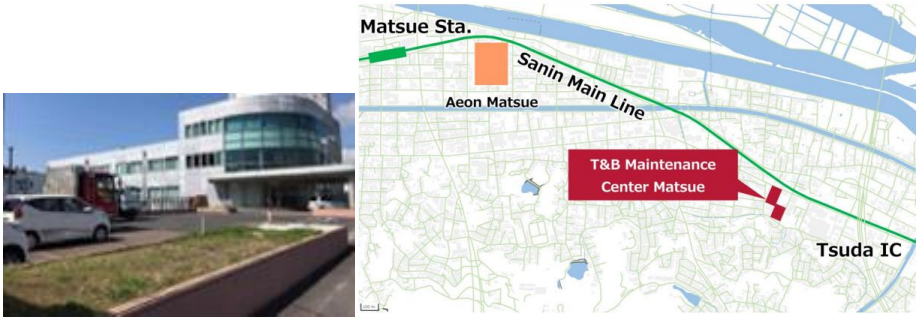 Matsue Sta.
Sanin Main Line
Aeon Matsue
T&B Maintenance
Center Matsue
Tsuda IC